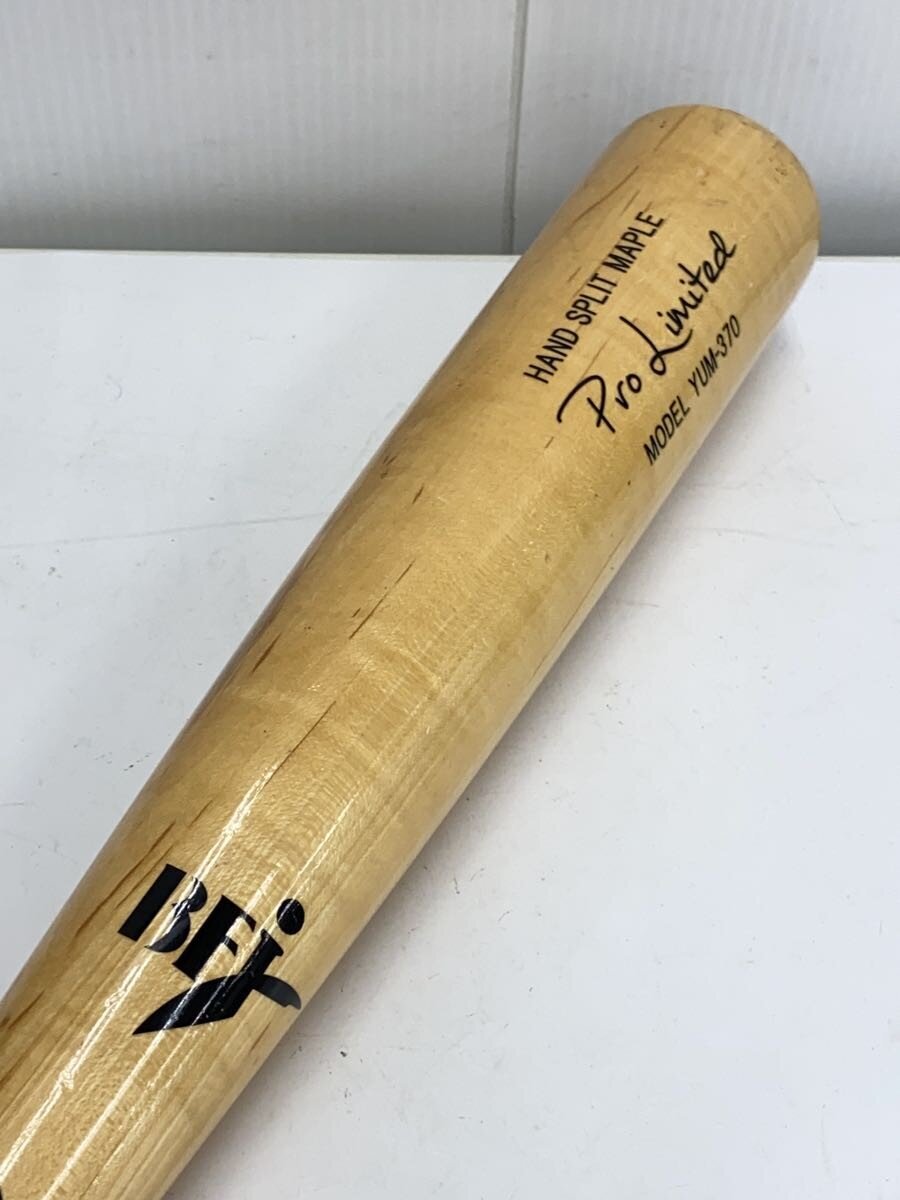 HAND SPLIT MAPLE
Pro Limited
MODEL YUM-370
BFJ